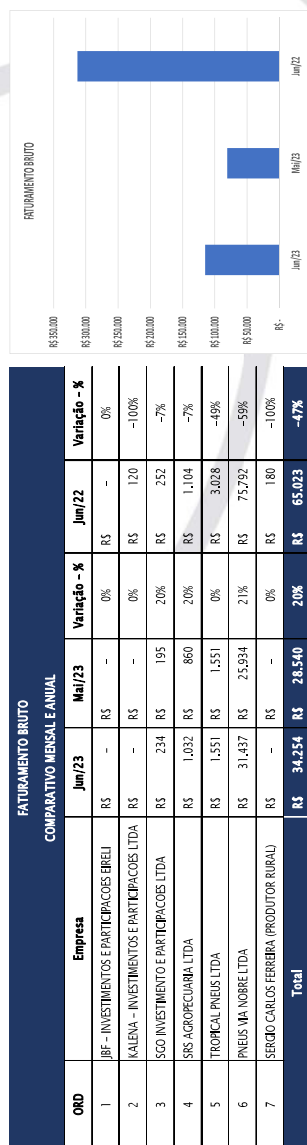 FATURAMENTO BRUTO
COMPARATIVO MENSAL E ANUAL
ORD Empresa Jun/23 Mai/23 Variação – % Jun/22 Variação – %
1 JBF – INVESTIMENTOS E PARTICIPACOES EIRELI R$ – R$ – 0% R$ – 0%
2 KALENA – INVESTIMENTOS E PARTICIPACOES LTDA R$ – R$ – 0% R$ 120 –100%
3 SGO INVESTIMENTO E PARTICIPACOES LTDA R$ 234 R$ 195 20% R$ 252 –7%
4 SRS AGROPECUARIA LTDA R$ 1.032 R$ 860 20% R$ 1.104 –7%
5 TROPICAL PNEUS LTDA R$ 1.551 R$ 1.551 0% R$ 3.028 –49%
6 PNEUS VIA NOBRE LTDA R$ 31.437 R$ 25.934 21% R$ 75.792 –59%
7 SERGIO CARLOS FERREIRA (PRODUTOR RURAL) R$ – R$ – 0% R$ 180 –100%
Total R$ 34.254 R$ 28.540 20% R$ 65.023 –47%
FATURAMENTO BRUTO
R$ 350.000
R$ 300.000
R$ 250.000
R$ 200.000
R$ 150.000
R$ 100.000
R$ 50.000
R$ -
Jun/23 Mai/23 Jun/22